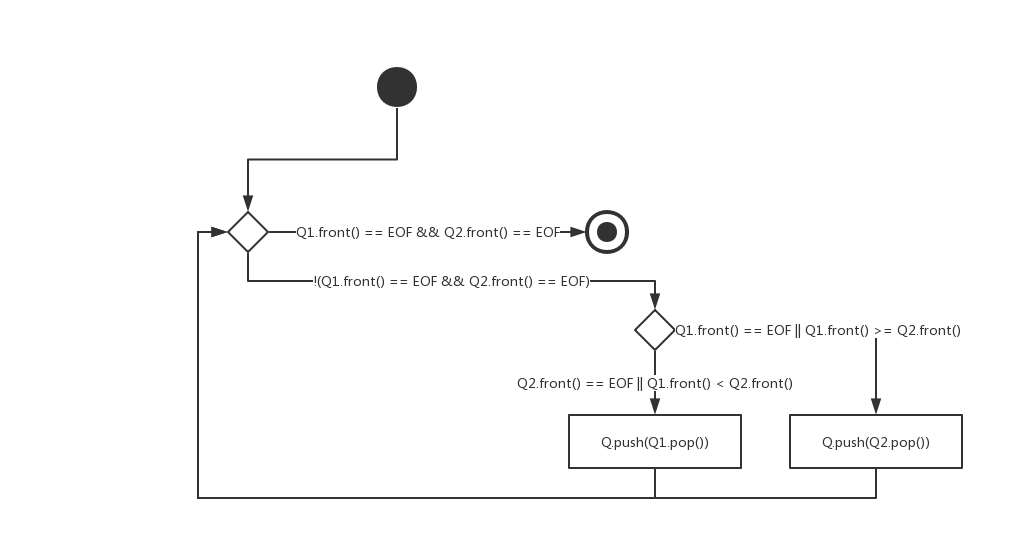 Q1.front() == EOF && Q2.front() == EOF
!(Q1.front() == EOF && Q2.front() == EOF)
Q1.front() == EOF || Q1.front() >= Q2.front()
Q2.front() == EOF || Q1.front() < Q2.front()
Q.push(Q1.pop())
Q.push(Q2.pop())